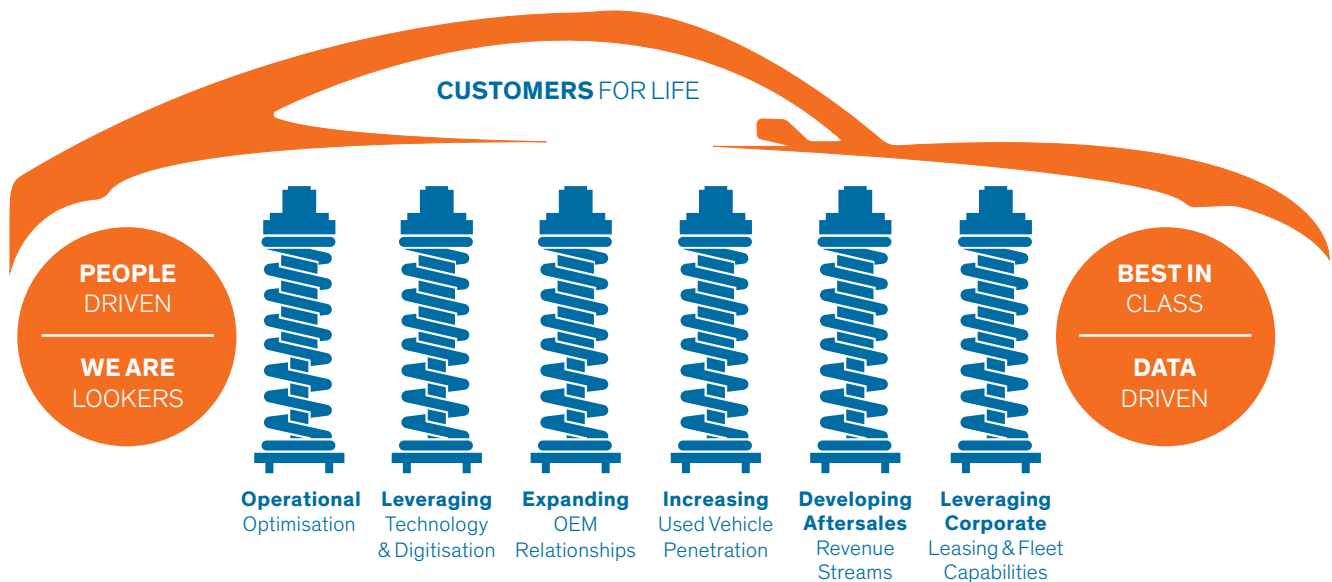 CUSTOMERS FOR LIFE
PEOPLE
DRIVEN
WE ARE
LOOKERS
BEST IN
CLASS
DATA
DRIVEN
Operational
Optimisation
Leveraging
Technology
& Digitisation
Expanding
OEM
Relationships
Increasing
Used Vehicle
Penetration
Developing
Aftersales
Revenue
Streams
Leveraging
Corporate
Leasing & Fleet
Capabilities